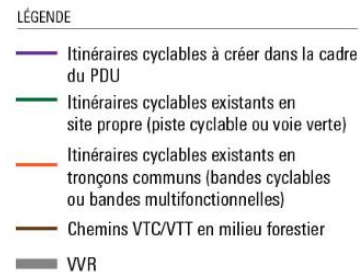 LÉGENDE
Itinéraires cyclables à créer dans la cadre
du PDU
Itinéraires cyclables existants en
site propre (piste cyclable ou voie verte)
Itinéraires cyclables existants en
tronçons communs (bandes cyclables
ou bandes multifonctionnelles)
Chemins VTC/VTT en milieu forestier
VVR